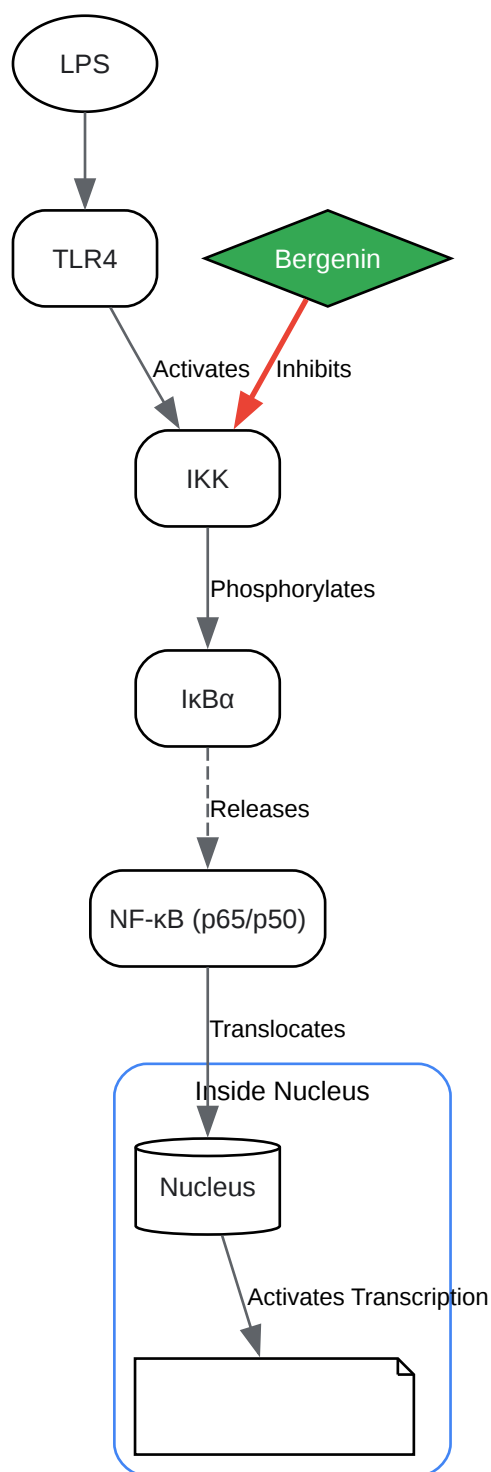 LPS
TLR4
Bergenin
Activates
Inhibits
IKK
Phosphorylates
IκBα
Releases
NF-κB (p65/p50)
Translocates
Inside Nucleus
Nucleus
Activates Transcription